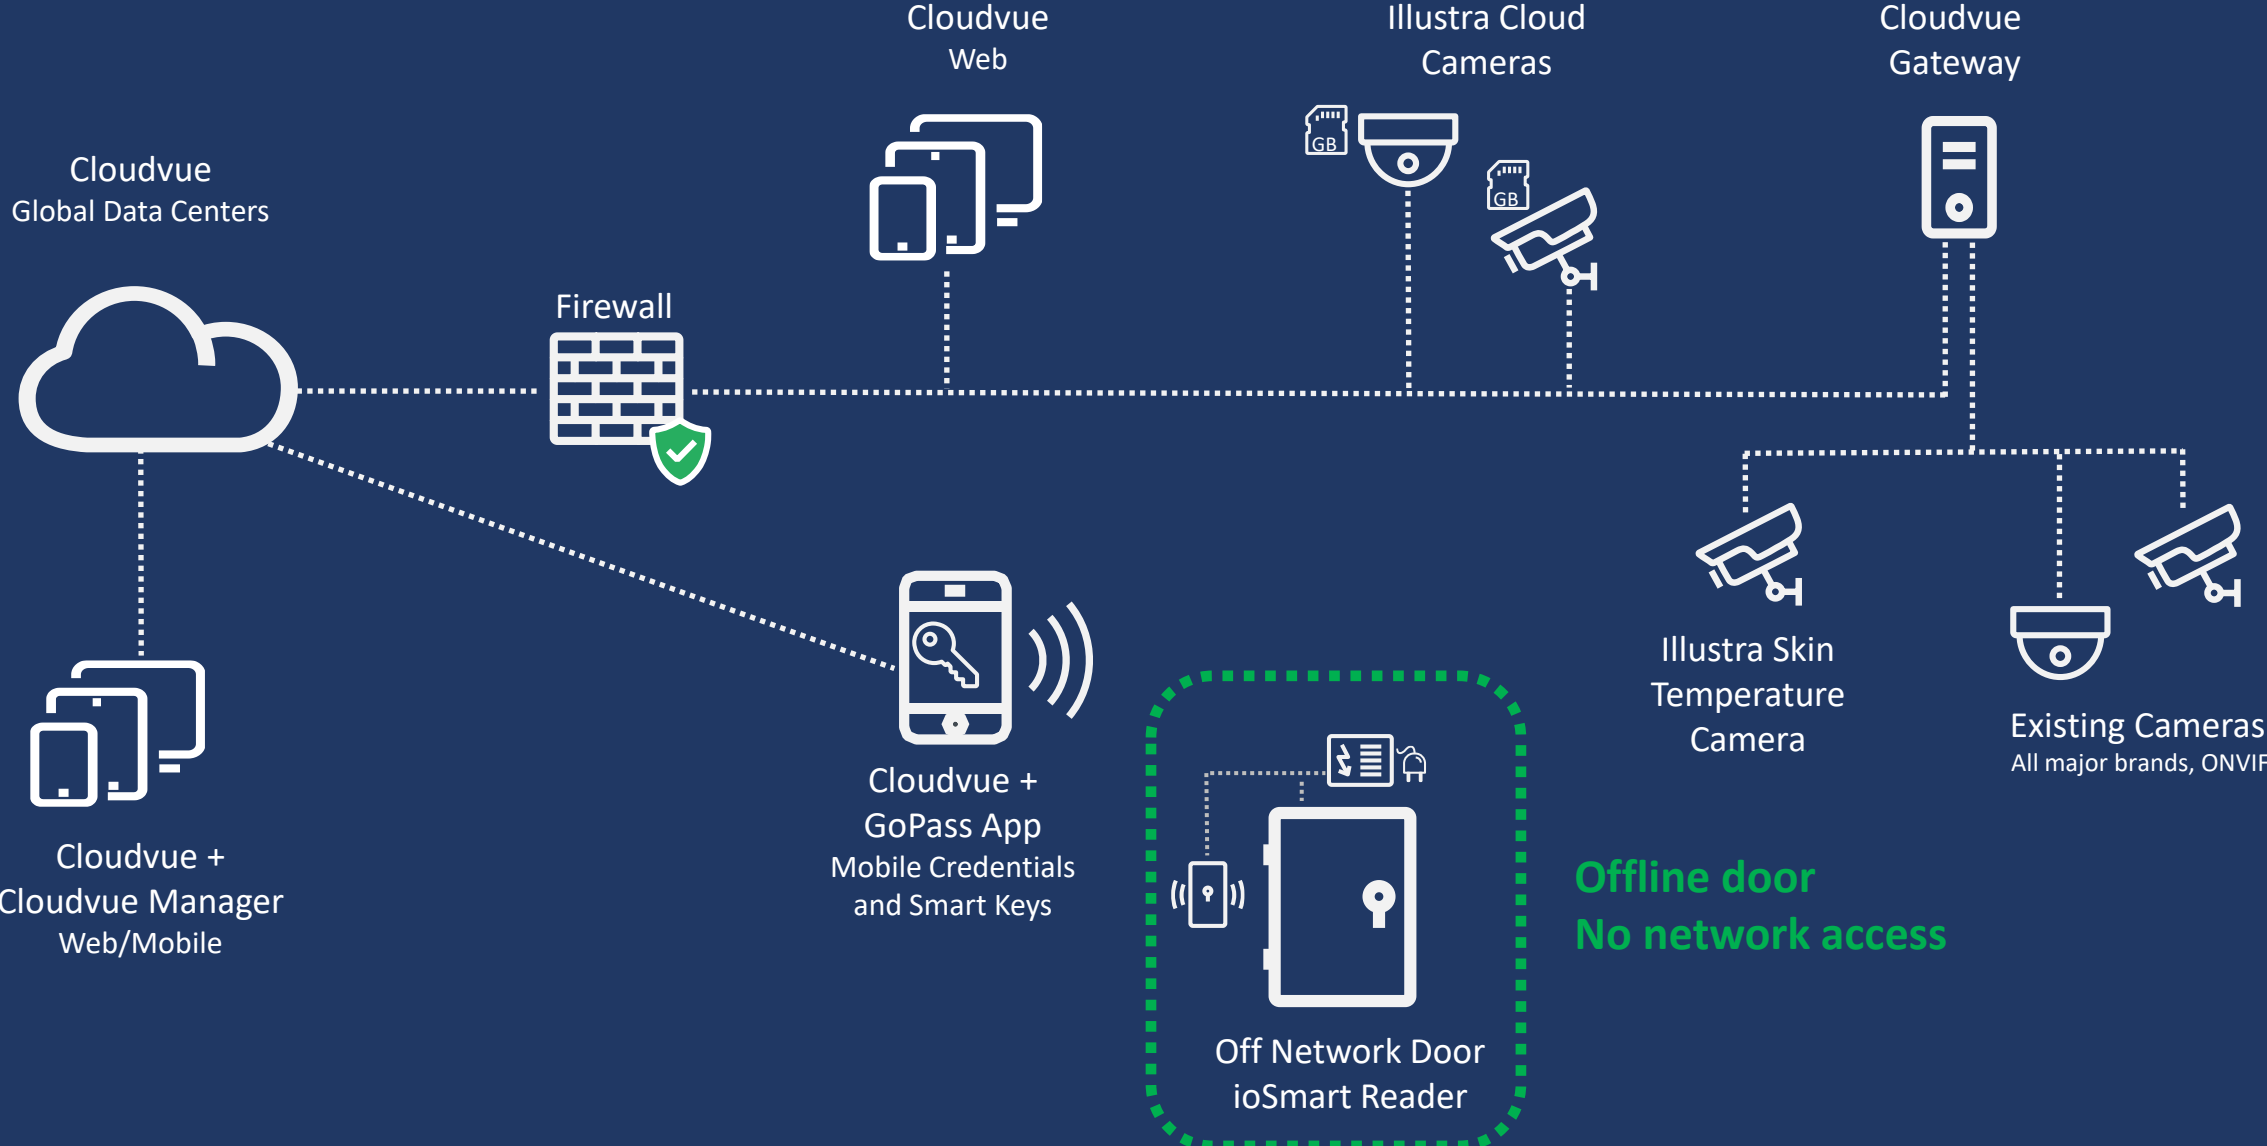 Cloudvue
Web
Illustra Cloud
Cameras
Cloudvue
Gateway
GB
GB
Cloudvue
Global Data Centers
Firewall
Illustra Skin
Temperature
Camera
Existing Cameras
All major brands, ONVIF
Cloudvue +
GoPass App
Mobile Credentials
and Smart Keys
Cloudvue +
Cloudvue Manager
Web/Mobile
Offline door
No network access
Off Network Door
ioSmart Reader